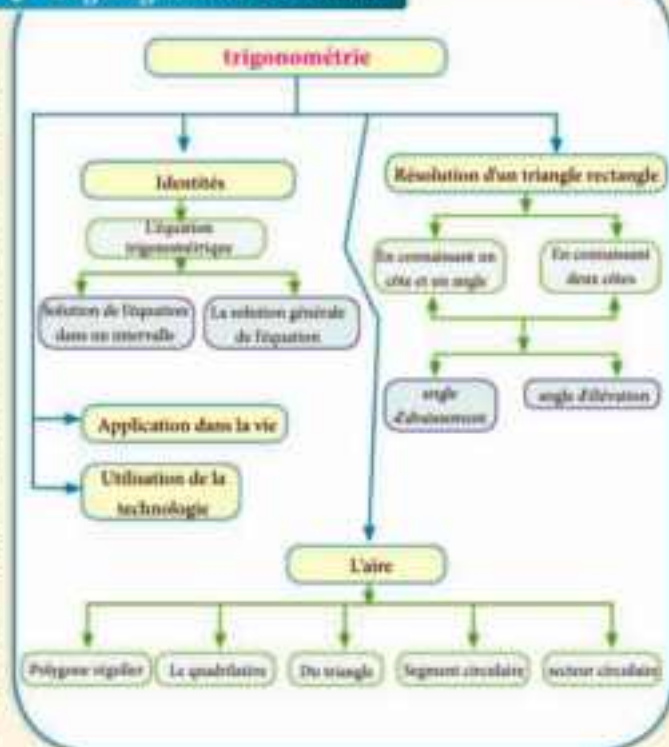 trigonométrie
Identités
L'équation
trigonométrique
Solution de l'équation
dans un intervalle
La solution générale
de l'équation
Résolution d'un triangle rectangle
En connaissant un
côte et un angle
En connaissant
deux côtes
angle
d'abaissement
angle d'élévation
Application dans la vie
Utilisation de la
technologie
L'aire
Polygone régulier
Le quadrilatère
Du triangle
Segment circulaire
secteur circulaire